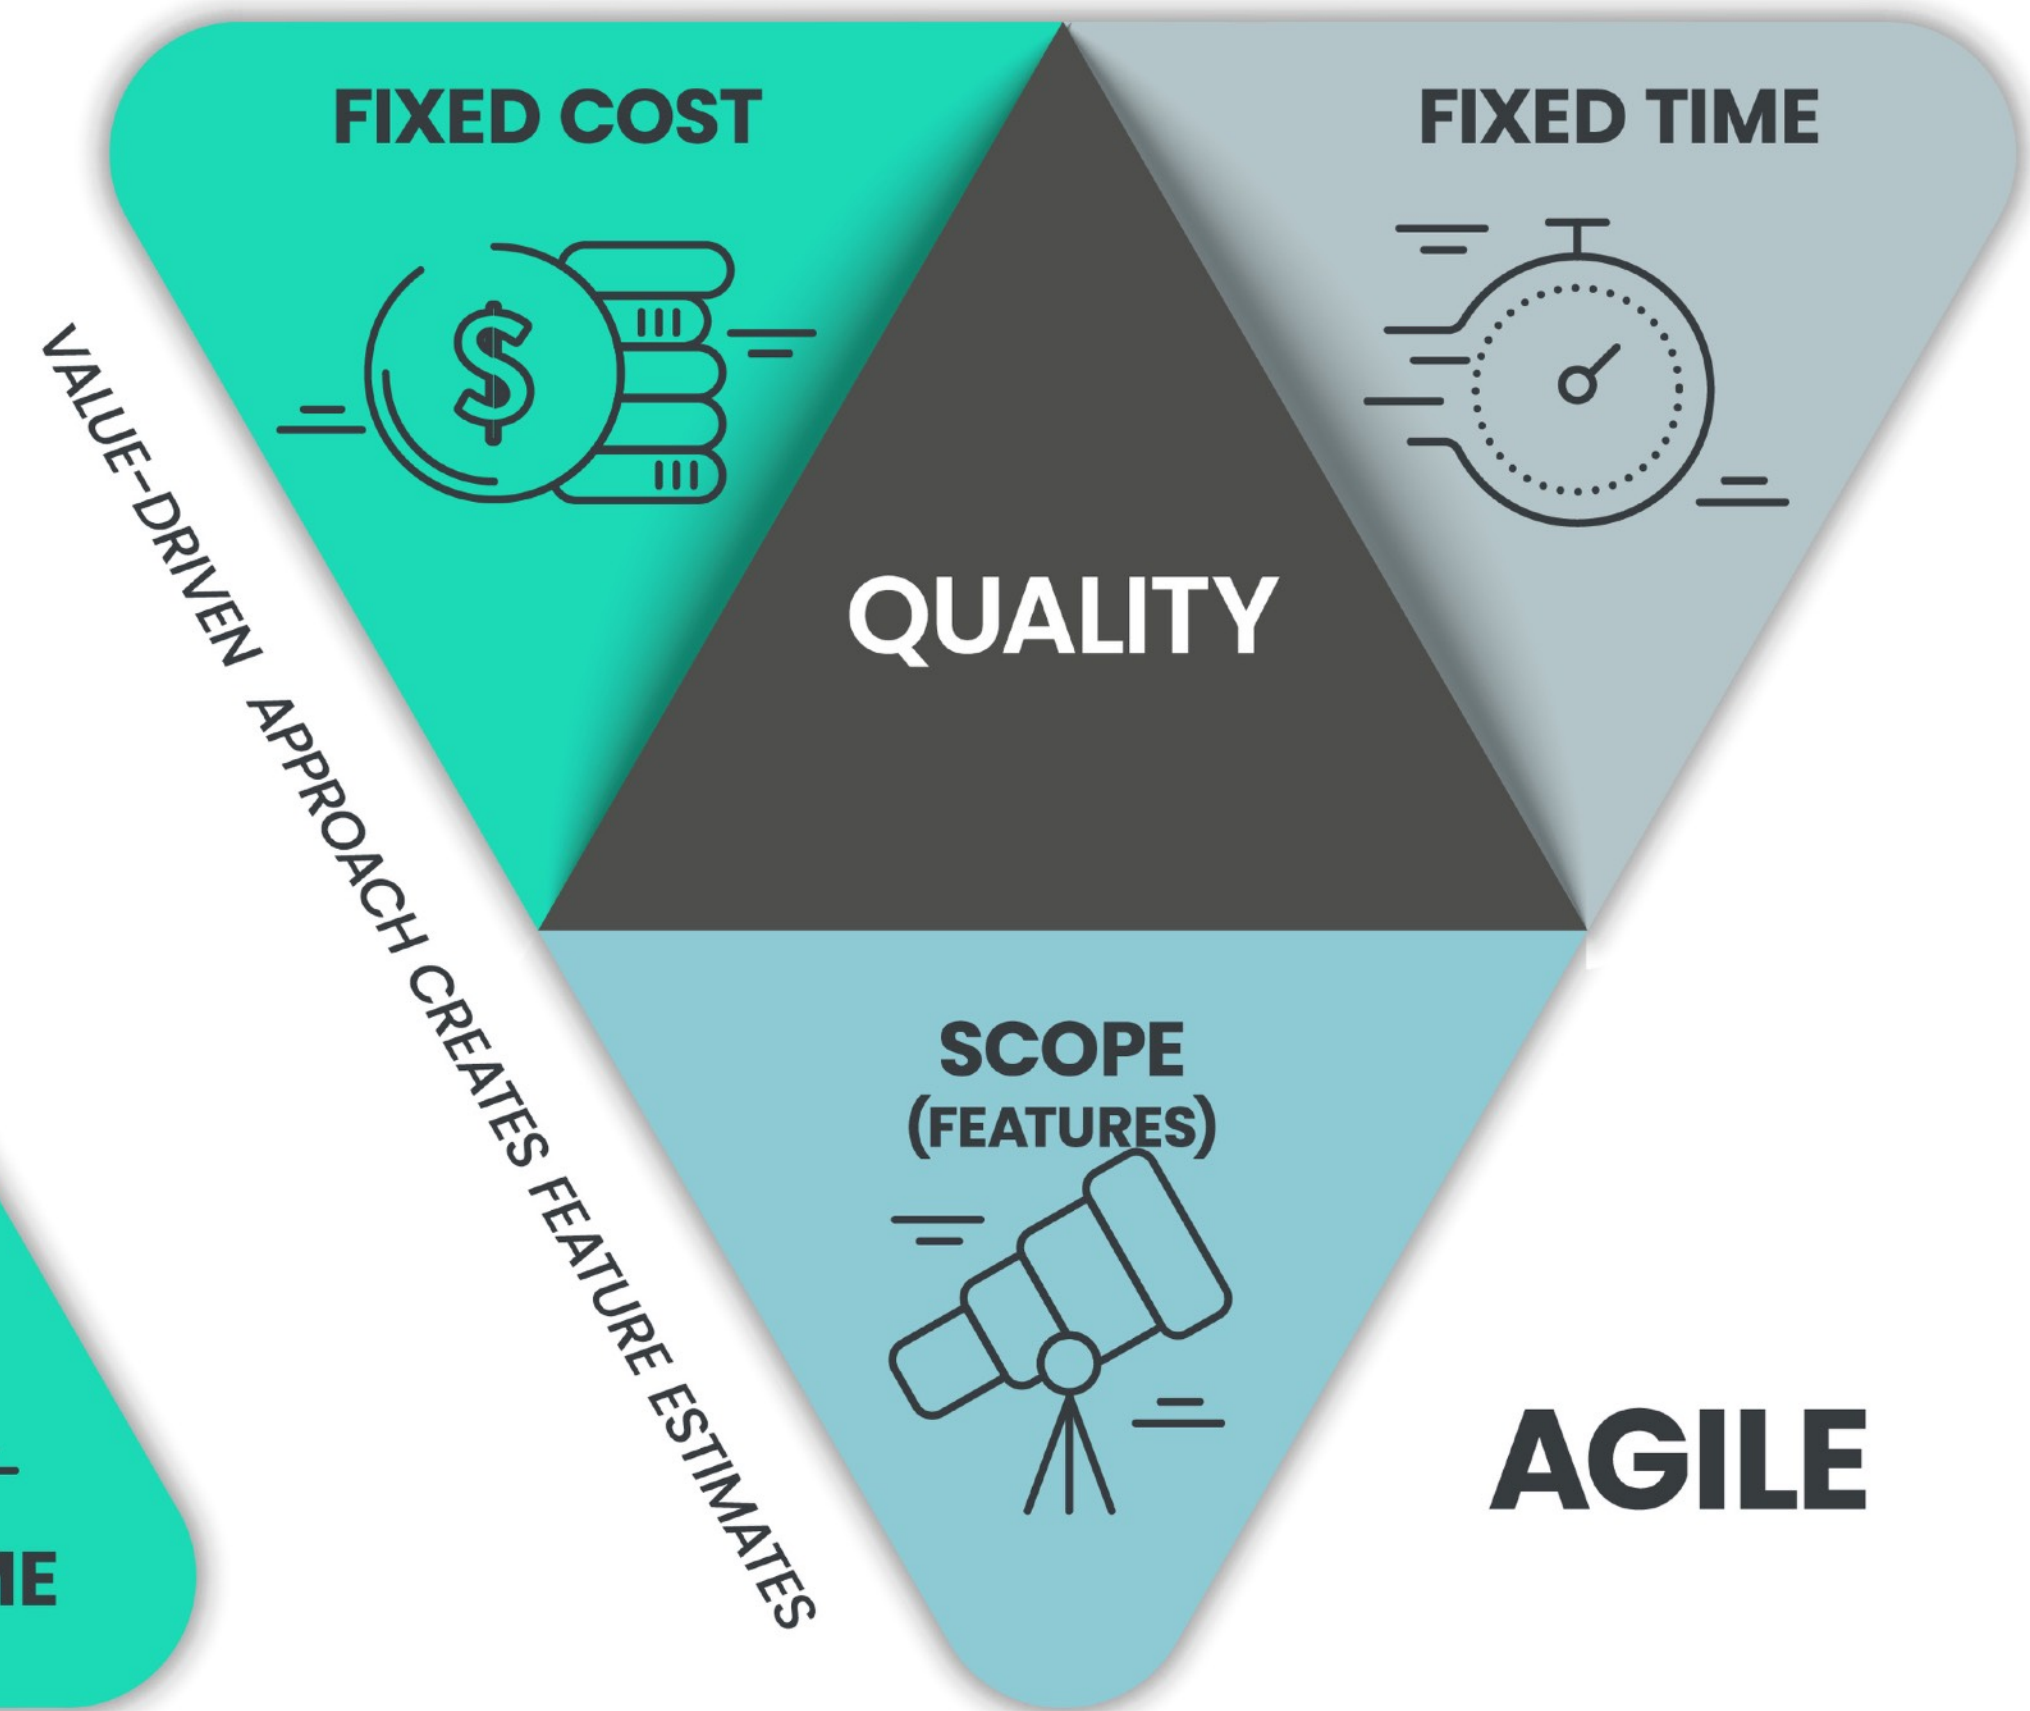 FIXED COST
FIXED TIME
QUALITY
VALUE-DRIVEN APPROACH CREATES FEATURE ESTIMATES
SCOPE
(FEATURES)
AGILE